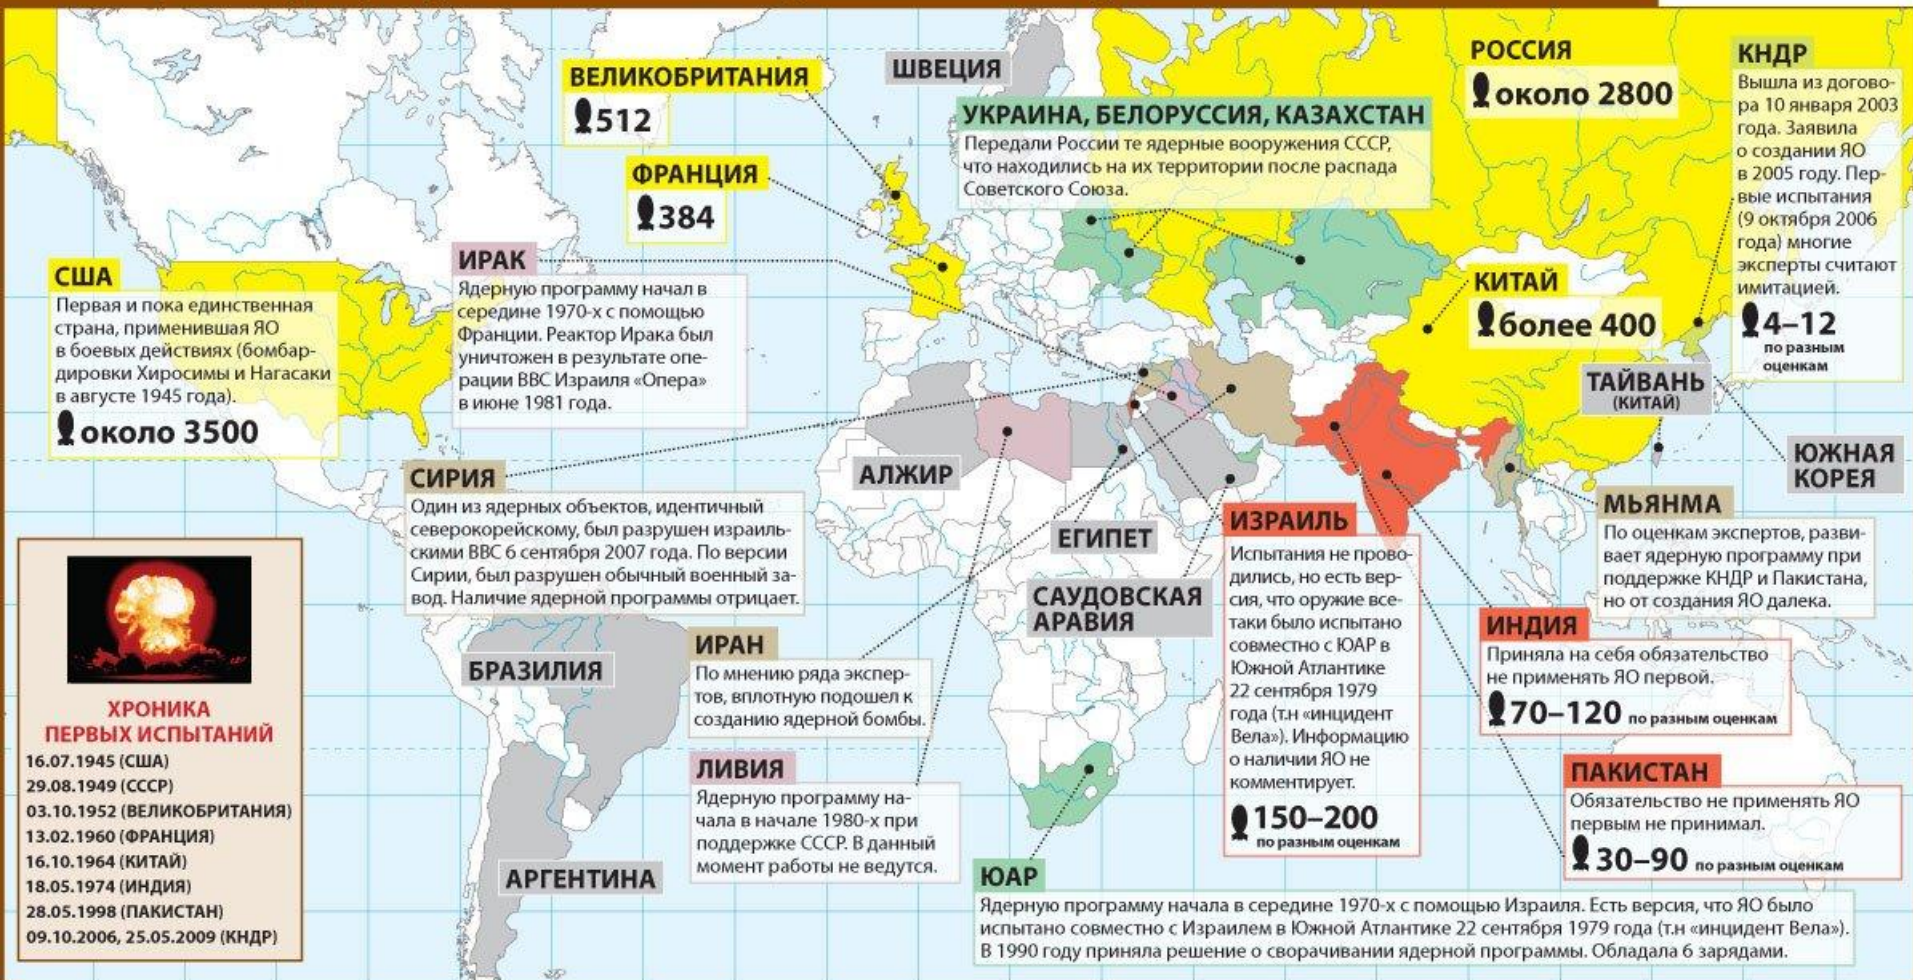 ВЕЛИКОБРИТАНИЯ
512
ШВЕЦИЯ
РОССИЯ
около 2800
КНДР
Вышла из догово-
ра 10 января 2003
года. Заявила
о создании ЯО
в 2005 году. Пер-
вые испытания
(9 октября 2006
года) многие
эксперты считают
имитацией.
4–12
по разным
оценкам
УКРАИНА, БЕЛОРУССИЯ, КАЗАХСТАН
Передали России те ядерные вооружения СССР,
что находились на их территории после распада
Советского Союза.
ФРАНЦИЯ
384
США
Первая и пока единственная
страна, применившая ЯО
в боевых действиях (бомбар-
дировки Хиросимы и Нагасаки
в августе 1945 года).
около 3500
ИРАК
Ядерную программу начал в
середине 1970-х с помощью
Франции. Реактор Ирака был
уничтожен в результате опе-
рации ВВС Израиля «Опера»
в июне 1981 года.
КИТАЙ
более 400
ТАЙВАНЬ
(КИТАЙ)
ЮЖНАЯ
КОРЕЯ
СИРИЯ
Один из ядерных объектов, идентичный
северокорейскому, был разрушен израиль-
скими ВВС 6 сентября 2007 года. По версии
Сирии, был разрушен обычный военный за-
вод. Наличие ядерной программы отрицает.
АЛЖИР
ЕГИПЕТ
САУДОВСКАЯ
АРАВИЯ
ИЗРАИЛЬ
Испытания не прово-
дились, но есть вер-
сия, что оружие все-
таки было испытано
совместно с ЮАР в
Южной Атлантике
22 сентября 1979
года (т.н «инцидент
Вела»). Информацию
о наличии ЯО не
комментирует.
150–200
по разным оценкам
МЬЯНМА
По оценкам экспертов, разви-
вает ядерную программу при
поддержке КНДР и Пакистана,
но от создания ЯО далека.
ИНДИЯ
Приняла на себя обязательство
не применять ЯО первой.
70–120 по разным оценкам
ПАКИСТАН
Обязательство не применять ЯО
первым не принимал.
30–90 по разным оценкам
БРАЗИЛИЯ
ИРАН
По мнению ряда экспер-
тов, вплотную подошел к
созданию ядерной бомбы.
ЛИВИЯ
Ядерную программу на-
чала в начале 1980-х при
поддержке СССР. В данный
момент работы не ведутся.
АРГЕНТИНА
ЮАР
Ядерную программу начала в середине 1970-х с помощью Израиля. Есть версия, что ЯО было
испытано совместно с Израилем в Южной Атлантике 22 сентября 1979 года (т.н «инцидент Вела»).
В 1990 году приняла решение о сворачивании ядерной программы. Обладала 6 зарядами.
ХРОНИКА
ПЕРВЫХ ИСПЫТАНИЙ
16.07.1945 (США)
29.08.1949 (СССР)
03.10.1952 (ВЕЛИКОБРИТАНИЯ)
13.02.1960 (ФРАНЦИЯ)
16.10.1964 (КИТАЙ)
18.05.1974 (ИНДИЯ)
28.05.1998 (ПАКИСТАН)
09.10.2006, 25.05.2009 (КНДР)